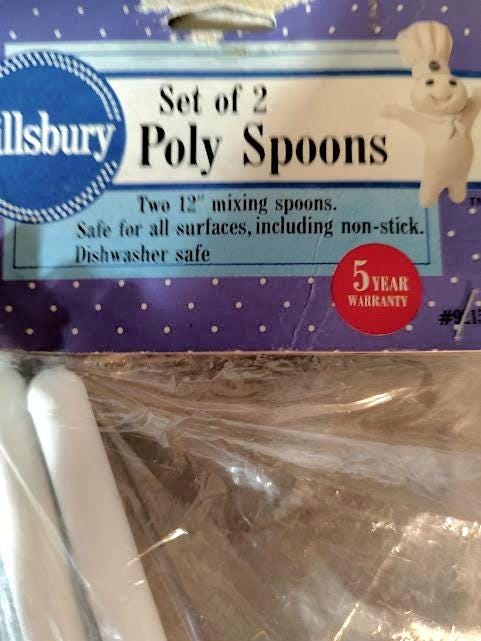 illsbury
Set of 2
Poly Spoons
Two 12" mixing spoons.
Safe for all surfaces, including non-stick.
Dishwasher safe
5 YEAR
WARRANTY
TM